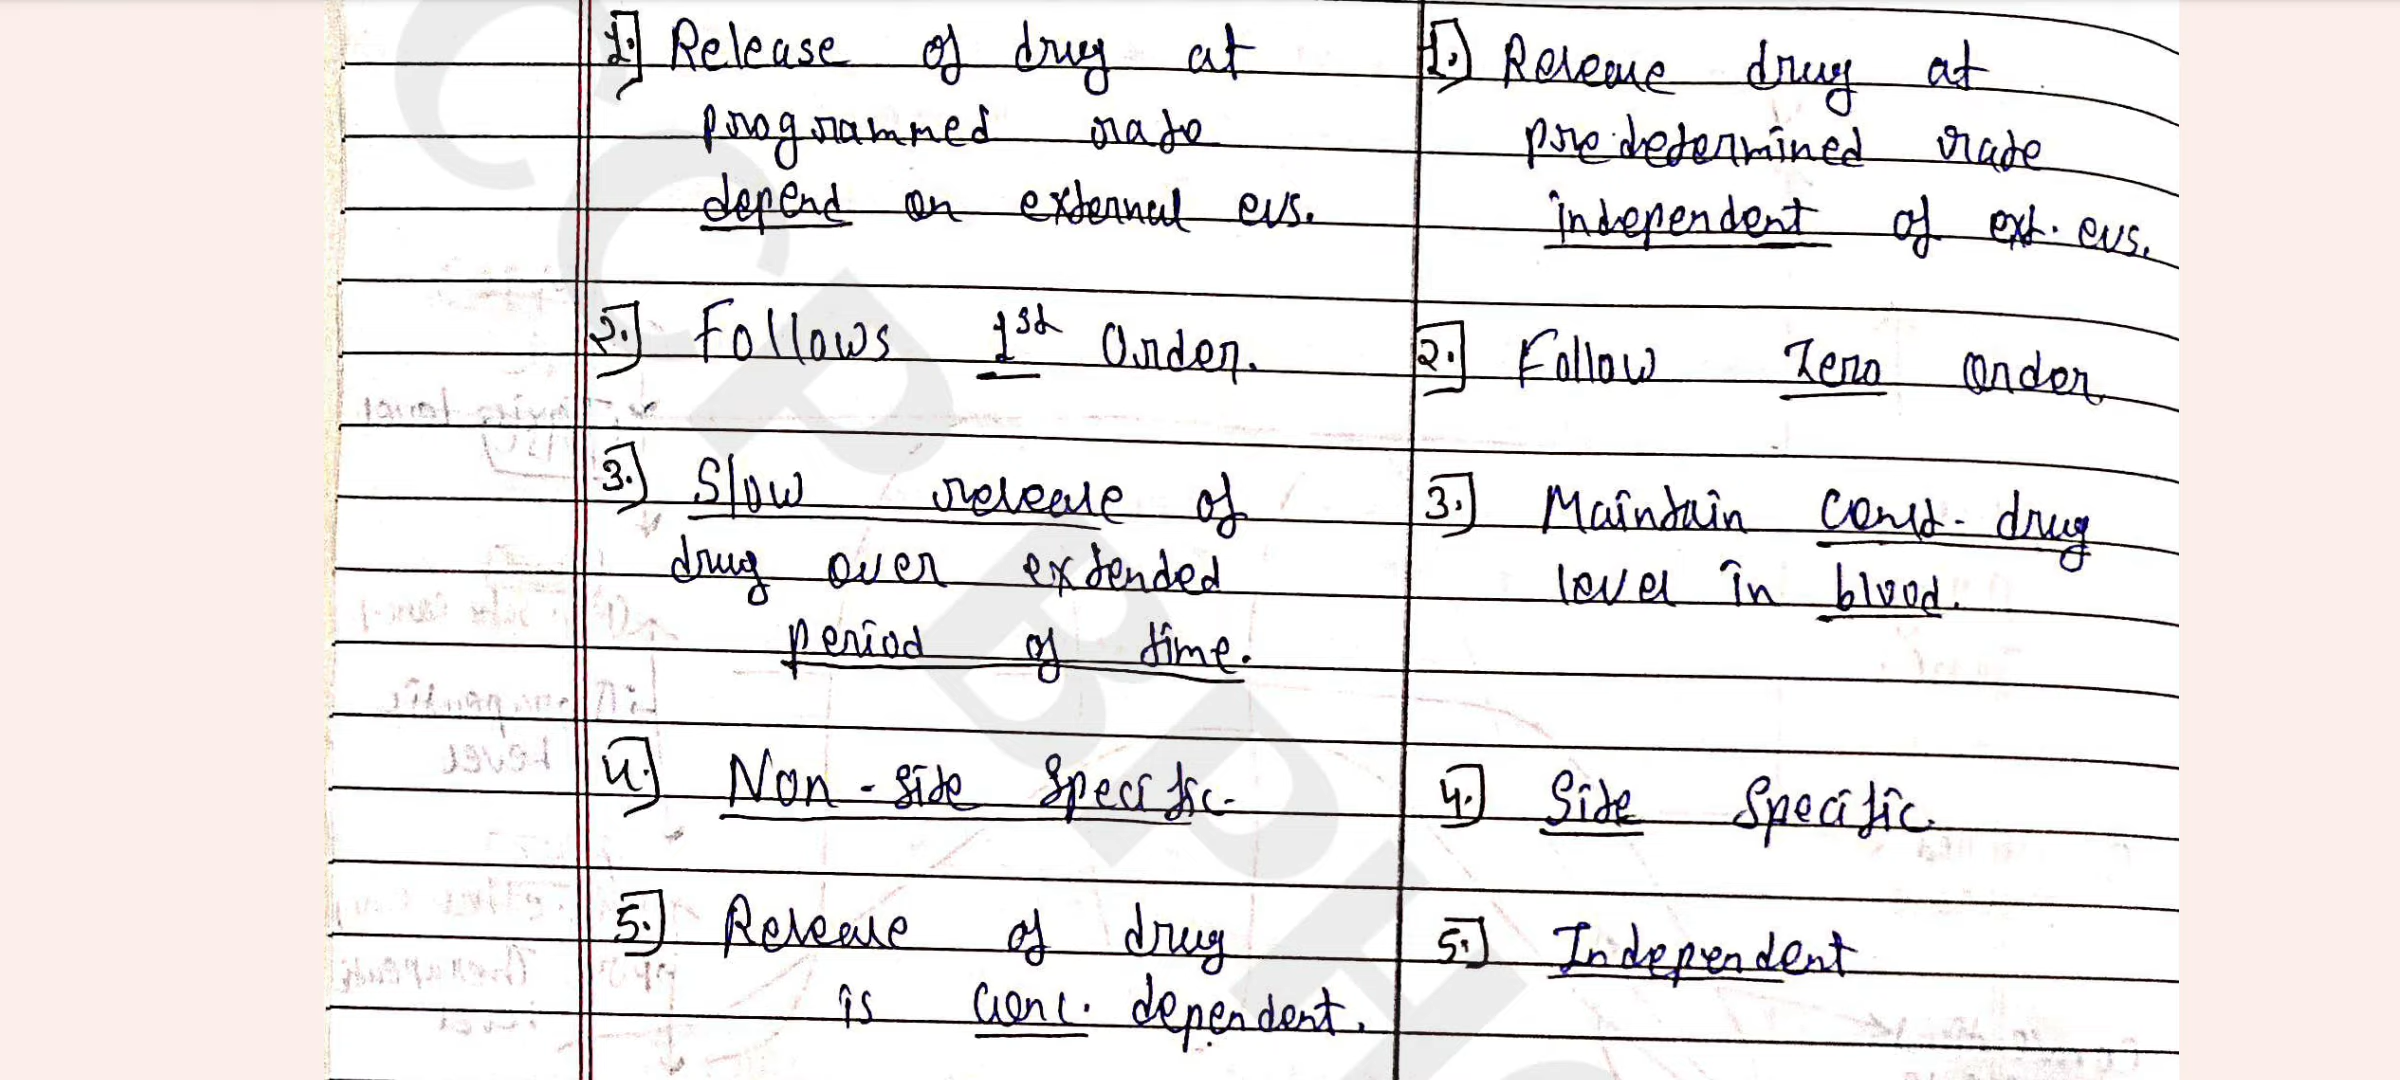 1.] Release of drug at
programmed rate
depend on external evs.
2.] Follows 1st Order.
3.] Slow release of
drug over extended
period of time.
4.] Non-site specific.
5.] Release of drug
is conc. dependent.
1.] Release drug at
predetermined rate
independent of ext. evs.
2.] Follow Zero order
3.] Maintain const. drug
level in blood.
4.] Site specific.
5.] Independent